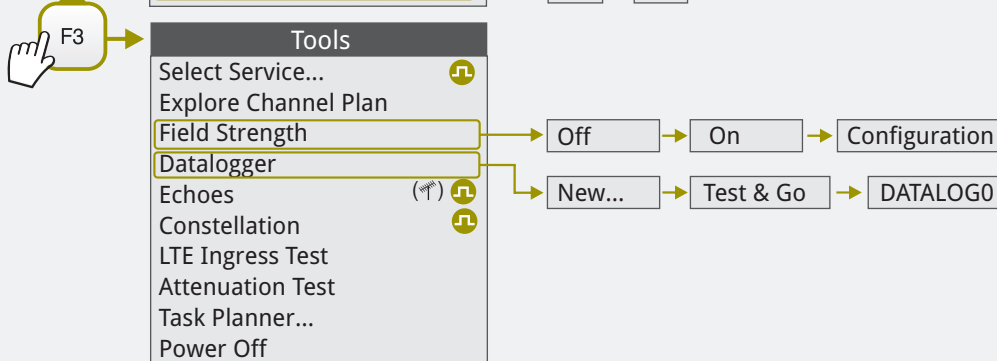 F3
Tools
Select Service...
Explore Channel Plan
Field Strength
Off
On
Configuration
Datalogger
New...
Test & Go
DATALOG0
Echoes
Constellation
LTE Ingress Test
Attenuation Test
Task Planner...
Power Off